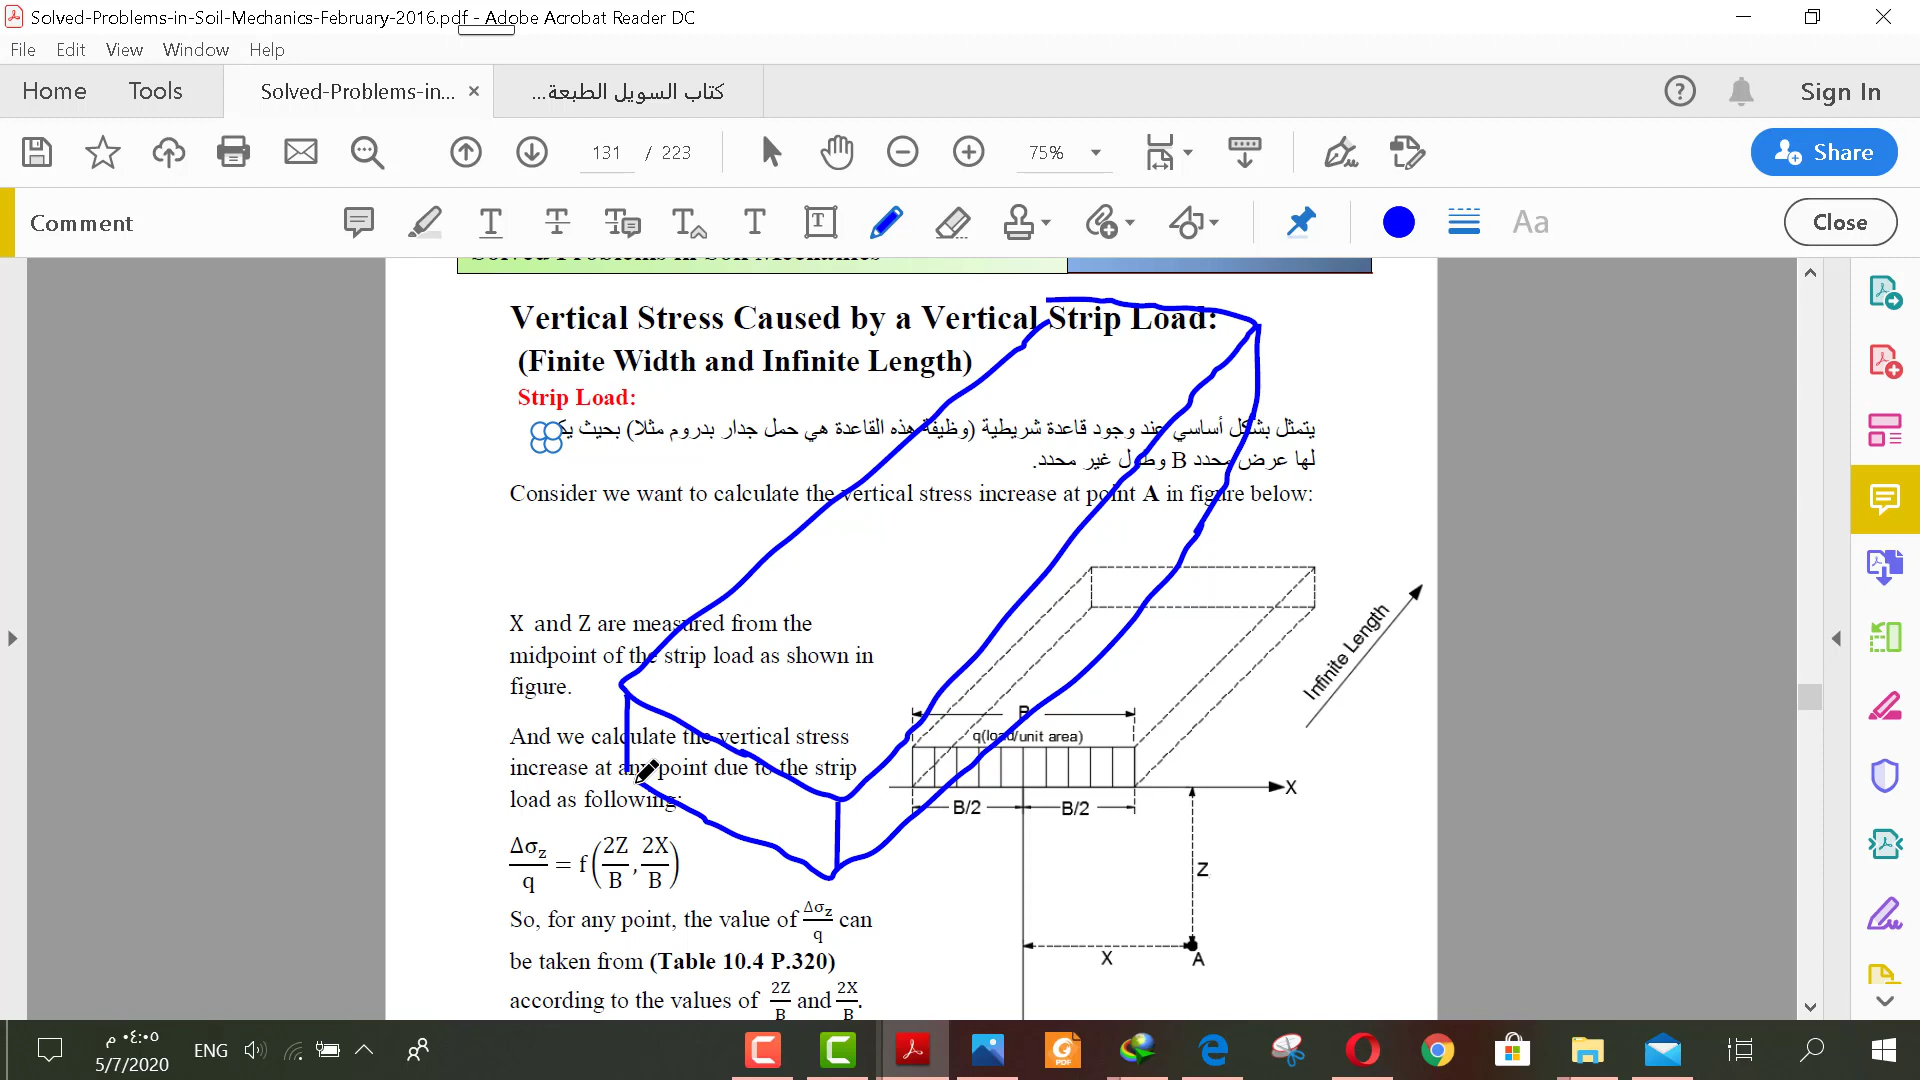 Solved-Problems-in-Soil-Mechanics-February-2016.pdf - Adobe Acrobat Reader DC
File Edit View Window Help
Home Tools Solved-Problems-in... × كتاب السويل الطبعة... Sign In
131 / 223 75% Share
Comment Close
Solved Problems in Soil Mechanics
Vertical Stress Caused by a Vertical Strip Load:
(Finite Width and Infinite Length)
Strip Load:
يتمثل بشكل أساسي عند وجود قاعدة شريطية (وظيفة هذه القاعدة هي حمل جدار بدروم مثلا) بحيث
لها عرض محدد B وطول غير محدد.
Consider we want to calculate the vertical stress increase at point A in figure below:
X and Z are measured from the
midpoint of the strip load as shown in
figure.
And we calculate the vertical stress
increase at any point due to the strip
load as following:
Δσz/q = f(2Z/B, 2X/B)
So, for any point, the value of Δσz/q can
be taken from (Table 10.4 P.320)
according to the values of 2Z/B and 2X/B.
Infinite Length
B
q(load/unit area)
X
B/2 B/2
Z
X A
ENG
م ٠٤:٠٥
5/7/2020